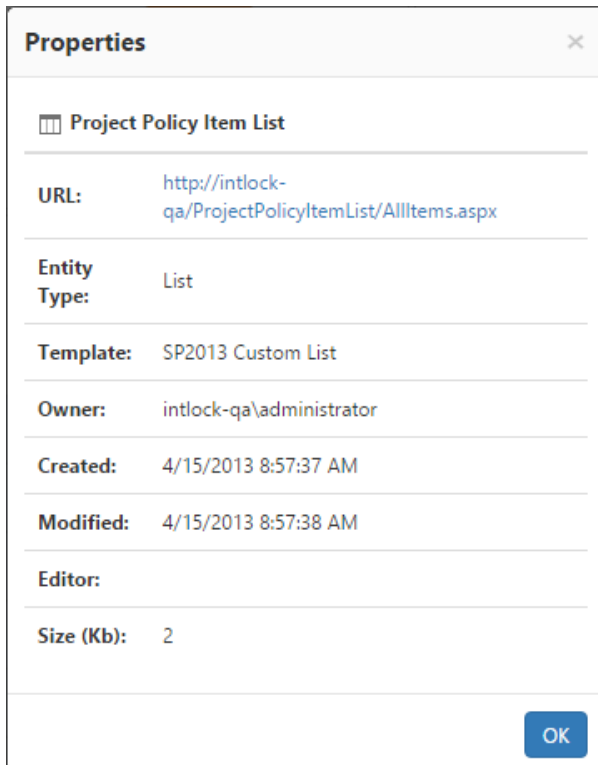 Properties ×
Project Policy Item List
URL: http://intlock-
qa/ProjectPolicyItemList/AllItems.aspx
Entity
Type: List
Template: SP2013 Custom List
Owner: intlock-qa\administrator
Created: 4/15/2013 8:57:37 AM
Modified: 4/15/2013 8:57:38 AM
Editor:
Size (Kb): 2
OK